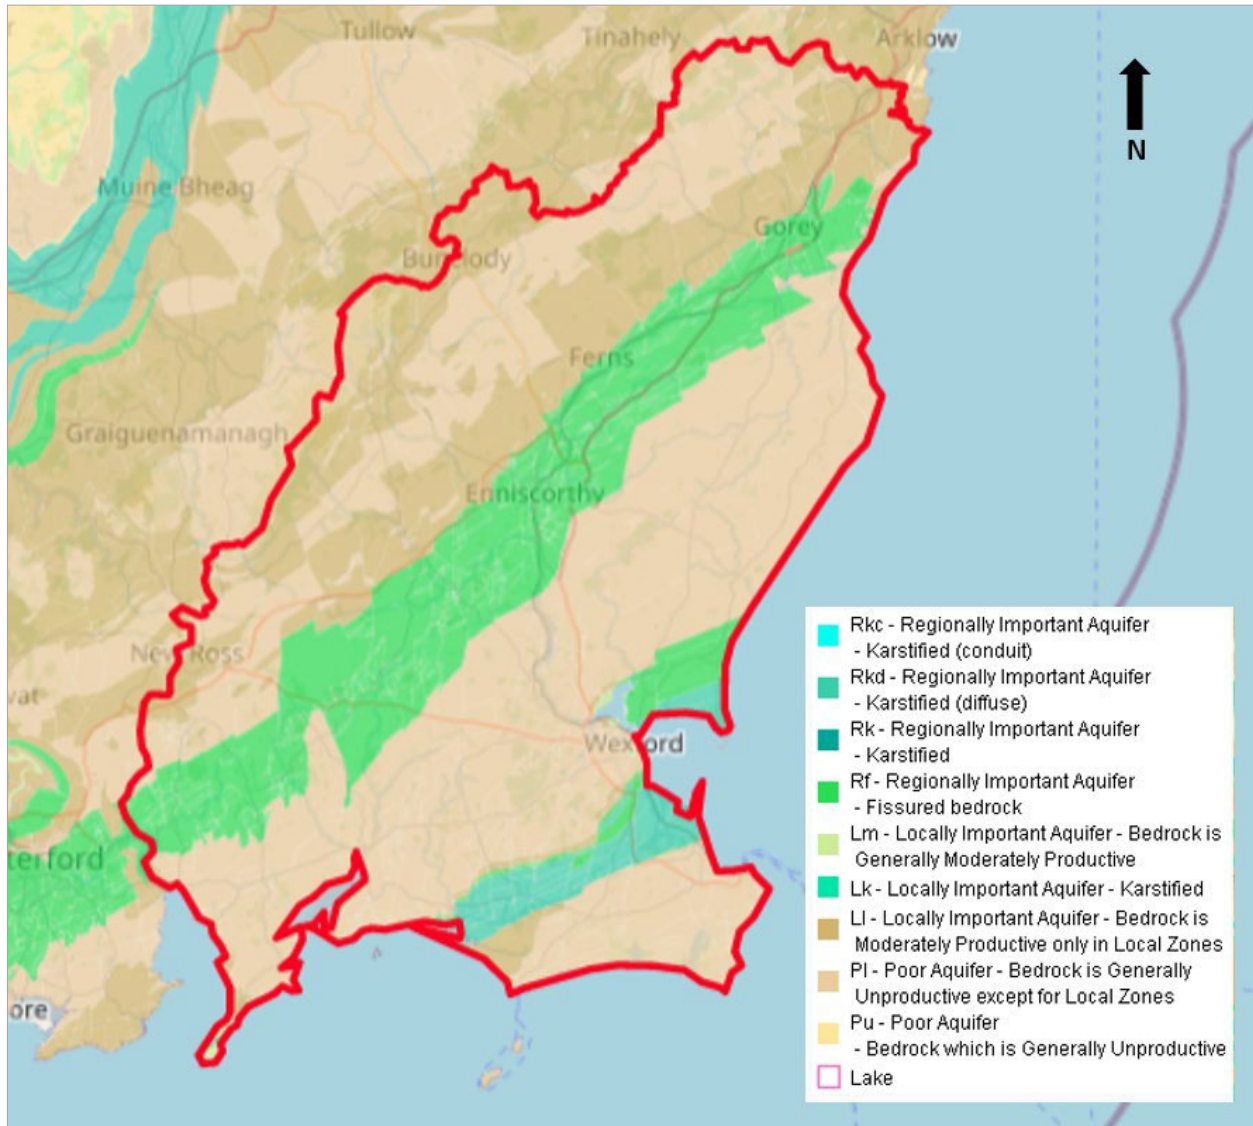 Tullow
Tinahely
Arklow
N
Muine Bheag
Gorey
Bunclody
Ferns
Graiguenamanagh
Enniscorthy
New Ross
vat
Wexford
terford
ore
Rkc - Regionally Important Aquifer
- Karstified (conduit)
Rkd - Regionally Important Aquifer
- Karstified (diffuse)
Rk - Regionally Important Aquifer
- Karstified
Rf - Regionally Important Aquifer
- Fissured bedrock
Lm - Locally Important Aquifer - Bedrock is
Generally Moderately Productive
Lk - Locally Important Aquifer - Karstified
Ll - Locally Important Aquifer - Bedrock is
Moderately Productive only in Local Zones
Pl - Poor Aquifer - Bedrock is Generally
Unproductive except for Local Zones
Pu - Poor Aquifer
- Bedrock which is Generally Unproductive
Lake